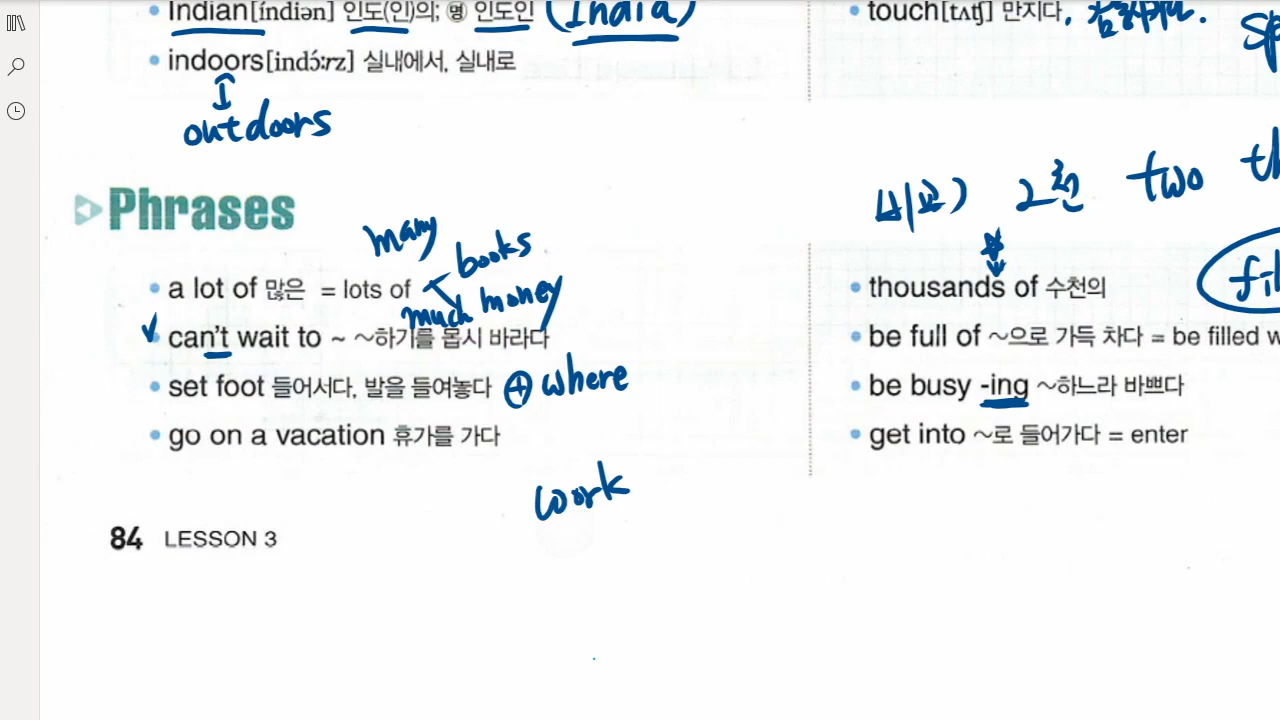 Indian[índiən] 인도(인)의; 명 인도인 (India)
indoors[indɔ́ːrz] 실내에서, 실내로
outdoors
touch[tʌtʃ] 만지다,
Phrases
many
books
a lot of 많은 = lots of
much money
can't wait to ~ ~하기를 몹시 바라다
set foot 들어서다, 발을 들여놓다 + where
go on a vacation 휴가를 가다
work
비교) 2천 two
thousands of 수천의
be full of ~으로 가득 차다 = be filled
be busy -ing ~하느라 바쁘다
get into ~로 들어가다 = enter
84 LESSON 3